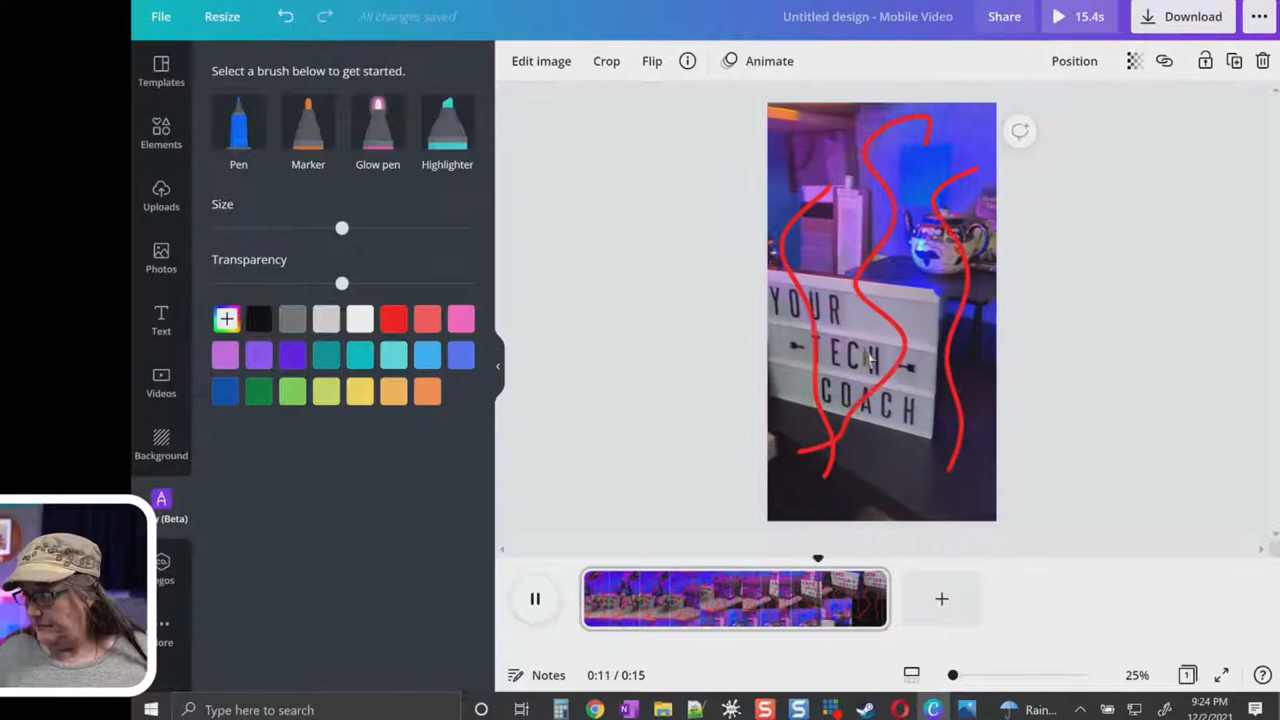 File Resize All changes saved Untitled design - Mobile Video Share 15.4s Download
Select a brush below to get started.
Edit image Crop Flip Animate Position
Templates
Elements
Uploads
Photos
Text
Videos
Background
(Beta)
Pen Marker Glow pen Highlighter
Size
Transparency
YOUR
TECH
COACH
Notes 0:11 / 0:15 25%
1
Type here to search
Rain...
9:24 PM
12/2/2021